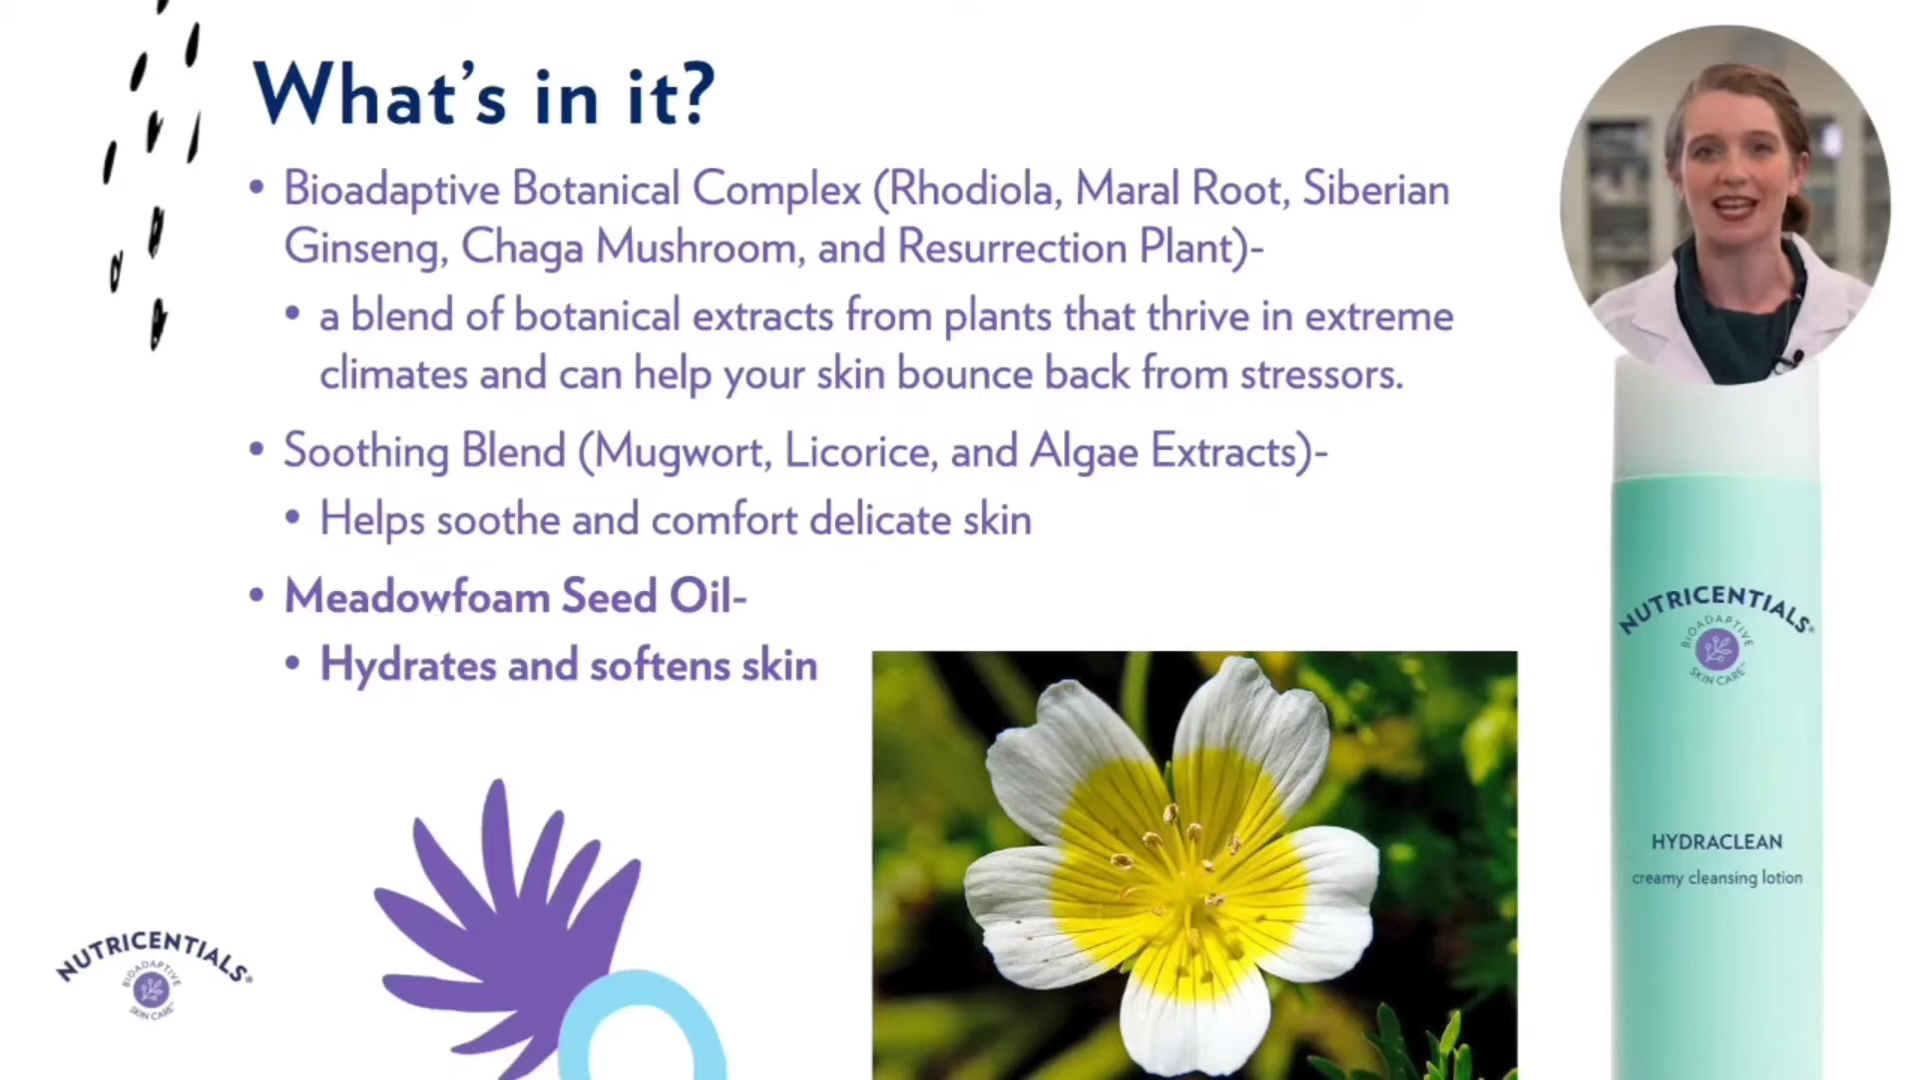 What's in it?
• Bioadaptive Botanical Complex (Rhodiola, Maral Root, Siberian
Ginseng, Chaga Mushroom, and Resurrection Plant)-
• a blend of botanical extracts from plants that thrive in extreme
climates and can help your skin bounce back from stressors.
• Soothing Blend (Mugwort, Licorice, and Algae Extracts)-
• Helps soothe and comfort delicate skin
• Meadowfoam Seed Oil-
• Hydrates and softens skin
NUTRICENTIALS®
BIOADAPTIVE
SKIN CARE™
HYDRACLEAN
creamy cleansing lotion
NUTRICENTIALS®
BIOADAPTIVE
SKIN CARE™